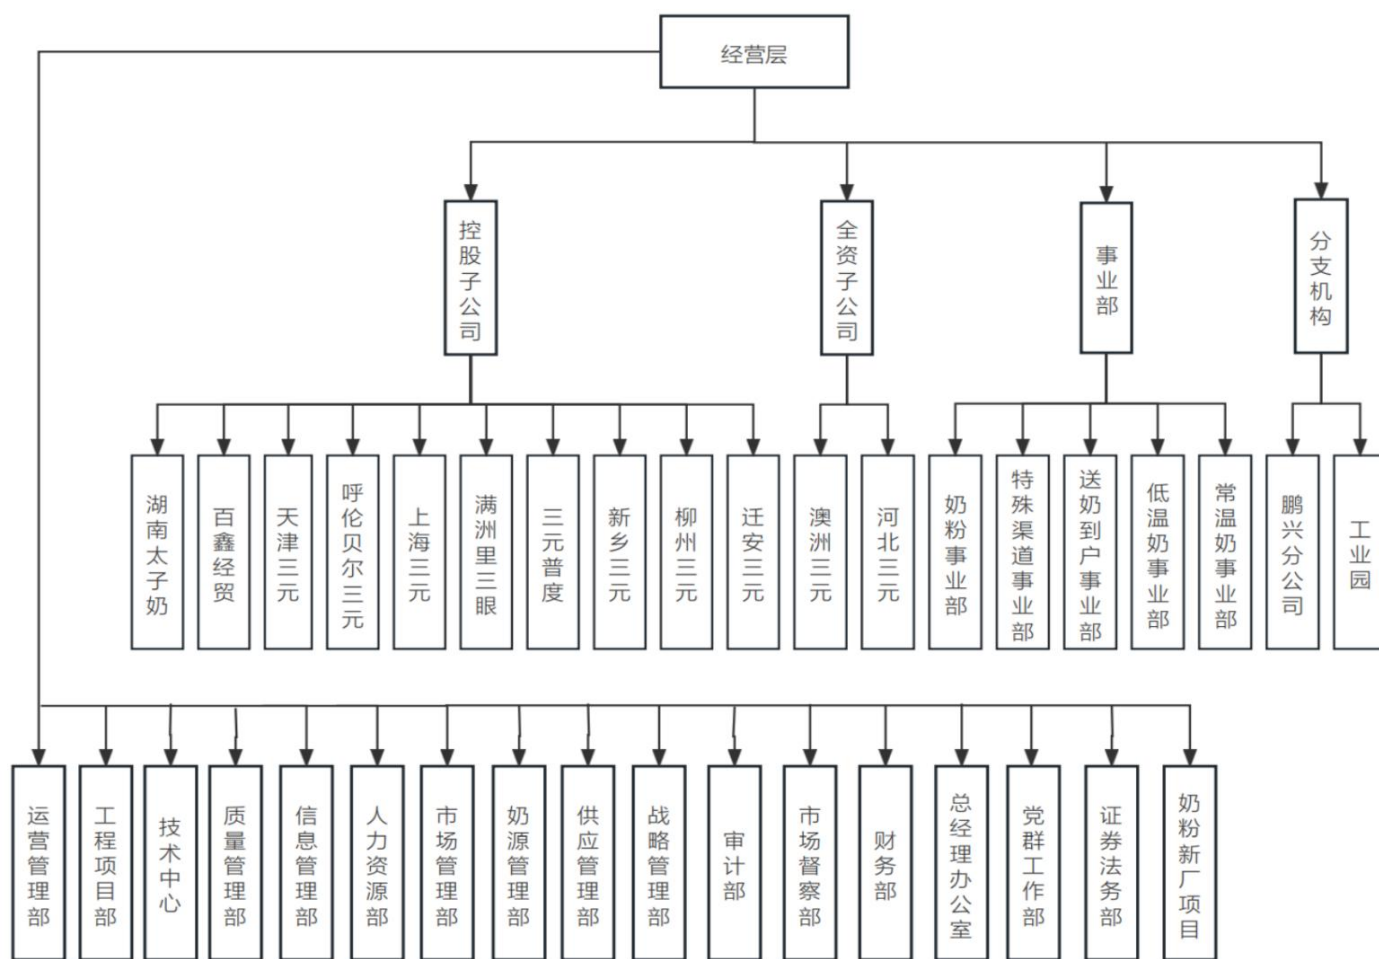 经营层
控股子公司
全资子公司
事业部
分支机构
湖南太子奶
百鑫经贸
天津三元
呼伦贝尔三元
上海三元
满洲里三眼
三元普度
新乡三元
柳州三元
迁安三元
澳洲三元
河北三元
奶粉事业部
特殊渠道事业部
送奶到户事业部
低温奶事业部
常温奶事业部
鹏兴分公司
工业园
运营管理部
工程项目部
技术中心
质量管理部
信息管理部
人力资源部
市场管理部
奶源管理部
供应管理部
战略管理部
审计部
市场督察部
财务部
总经理办公室
党群工作部
证券法务部
奶粉新厂项目